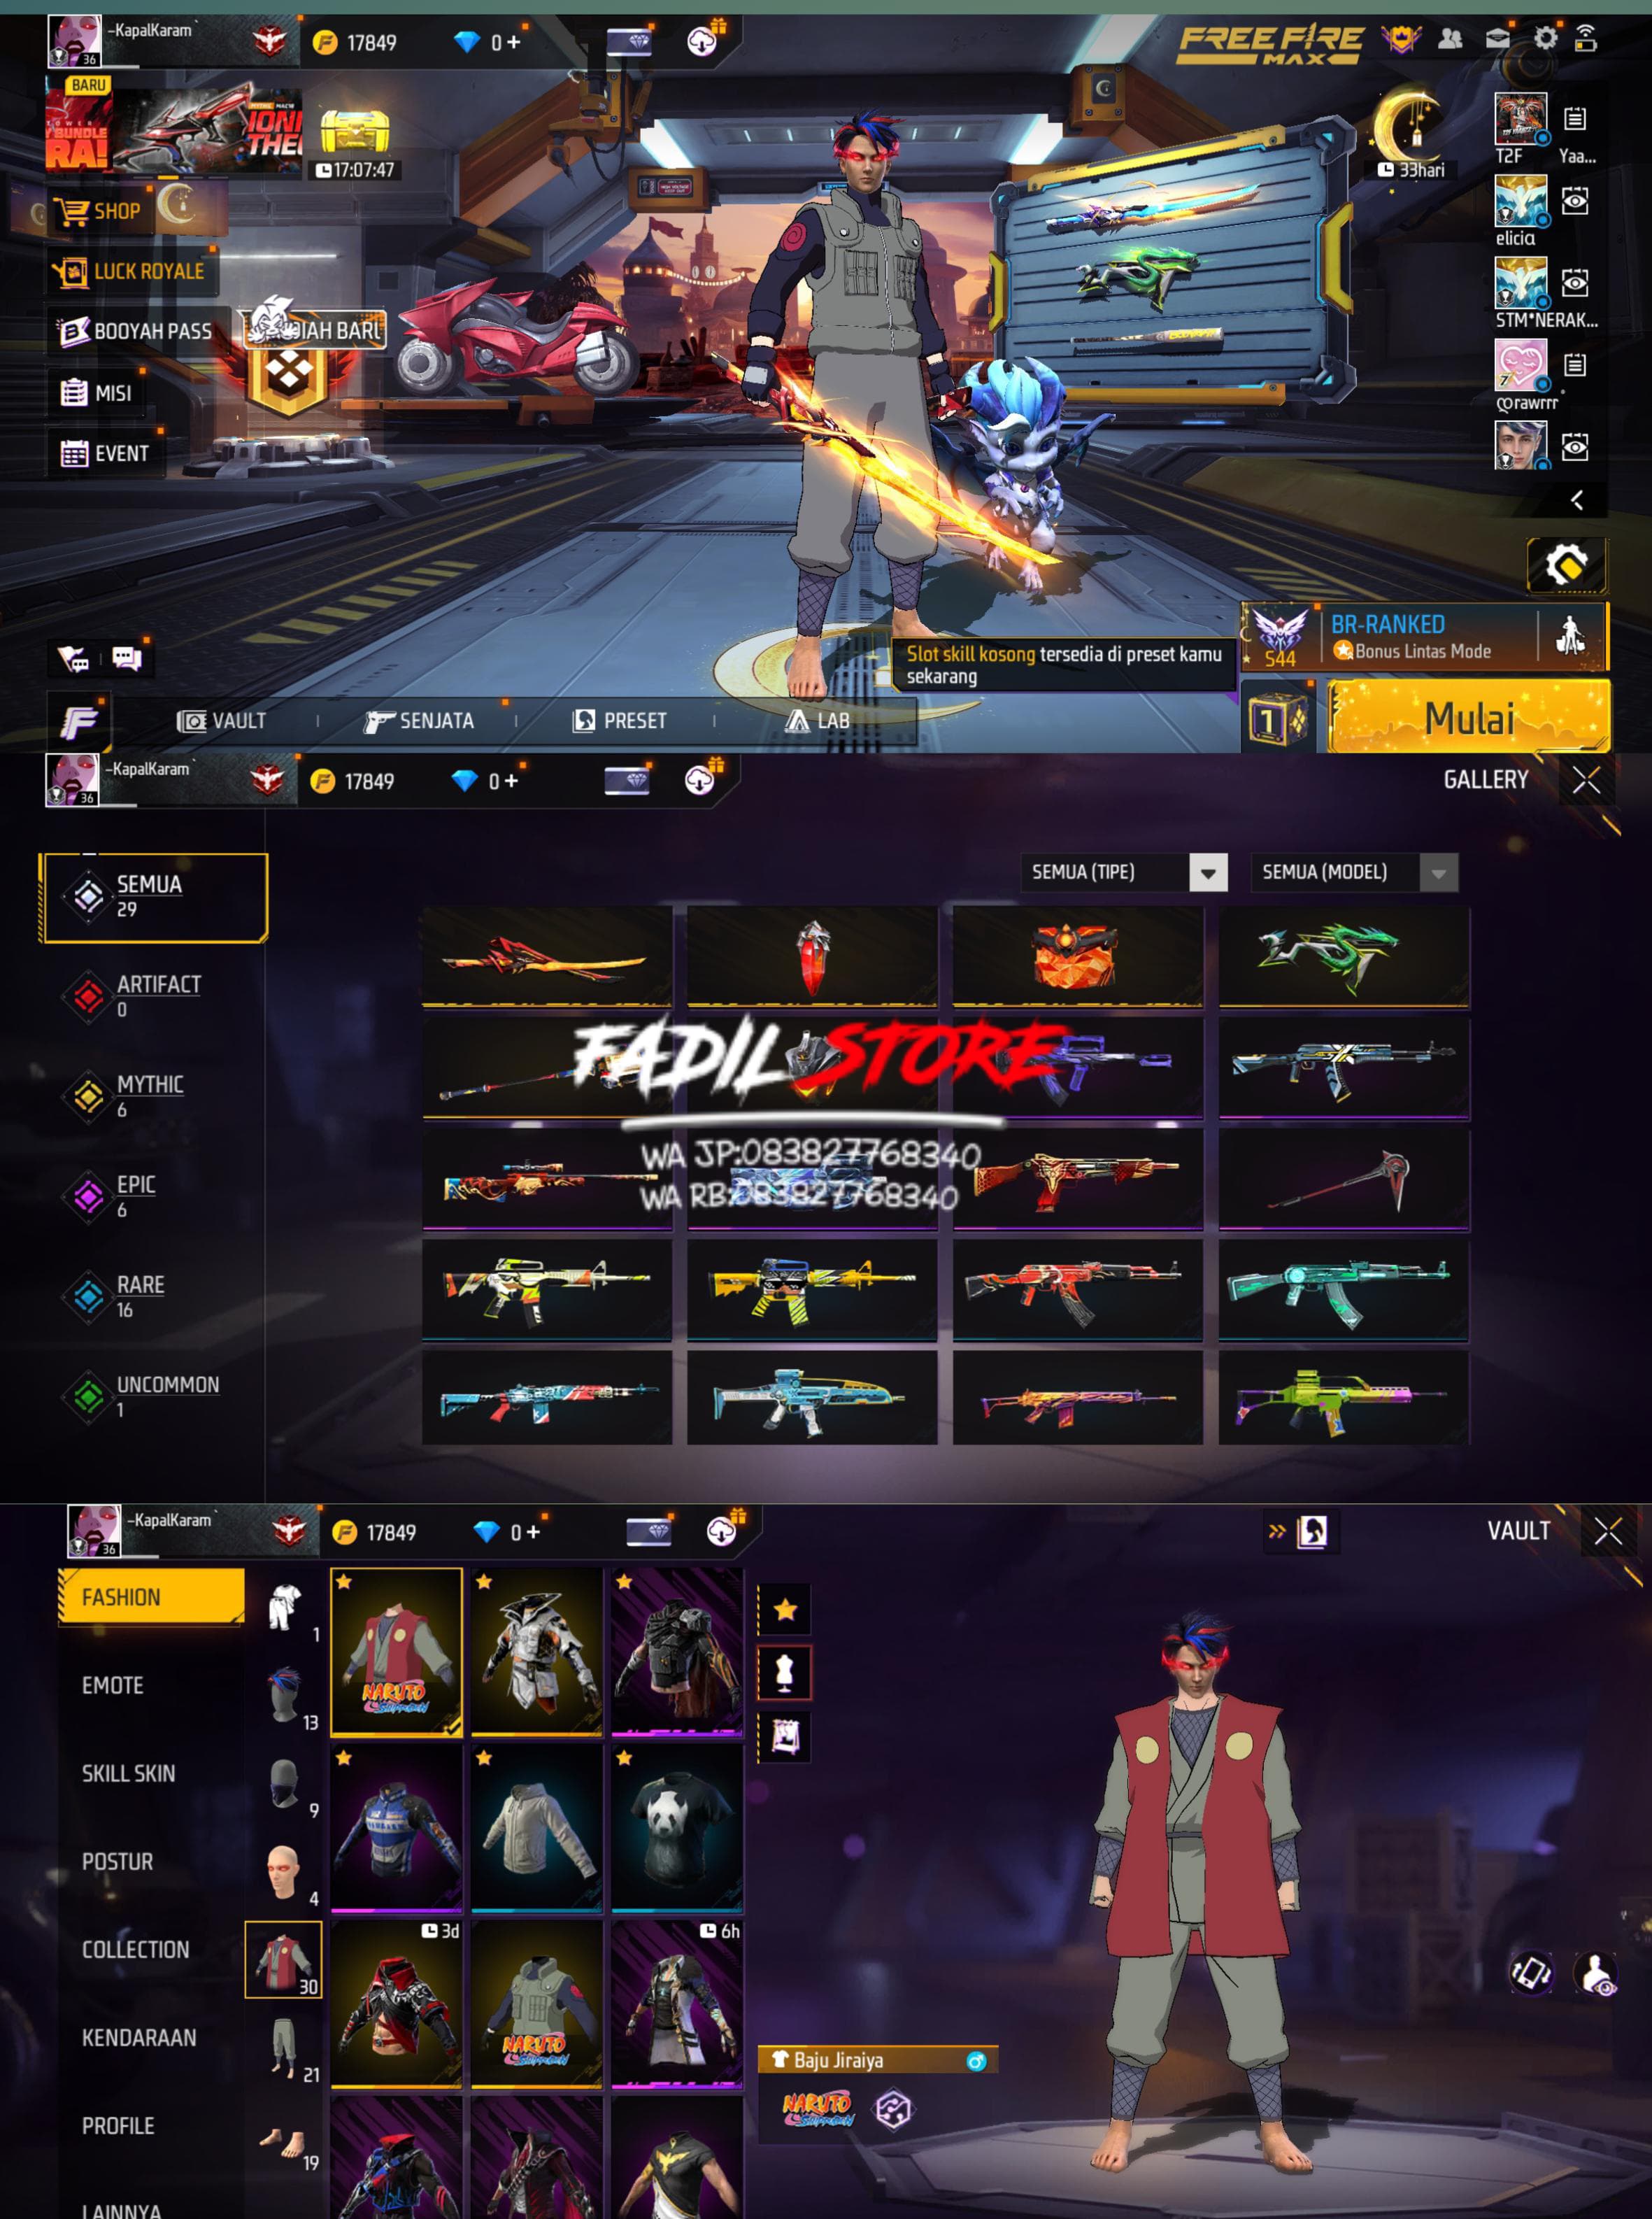 -KapalKaram`
36
17849
0 +
FREE FIRE
MAX
BARU
BUNDLE
RA!
17:07:47
33hari
T2F
Yaa...
SHOP
elicia
LUCK ROYALE
STM*NERAK...
BOOYAH PASS
IAH BARU
MISI
rawrrr
EVENT
BR-RANKED
Bonus Lintas Mode
S44
Slot skill kosong tersedia di preset kamu
sekarang
VAULT
SENJATA
PRESET
LAB
1
Mulai
-KapalKaram`
36
17849
0 +
GALLERY
SEMUA (TIPE)
SEMUA (MODEL)
SEMUA
29
ARTIFACT
0
MYTHIC
6
EPIC
6
RARE
16
UNCOMMON
1
FADIL STORE
WA JP:083827768340
WA RB:083827768340
-KapalKaram`
36
17849
0 +
VAULT
FASHION
1
EMOTE
13
SKILL SKIN
9
POSTUR
4
COLLECTION
30
KENDARAAN
21
PROFILE
19
LAINNYA
NARUTO
SHIPPUDEN
3d
6h
NARUTO
SHIPPUDEN
Baju Jiraiya
NARUTO
SHIPPUDEN